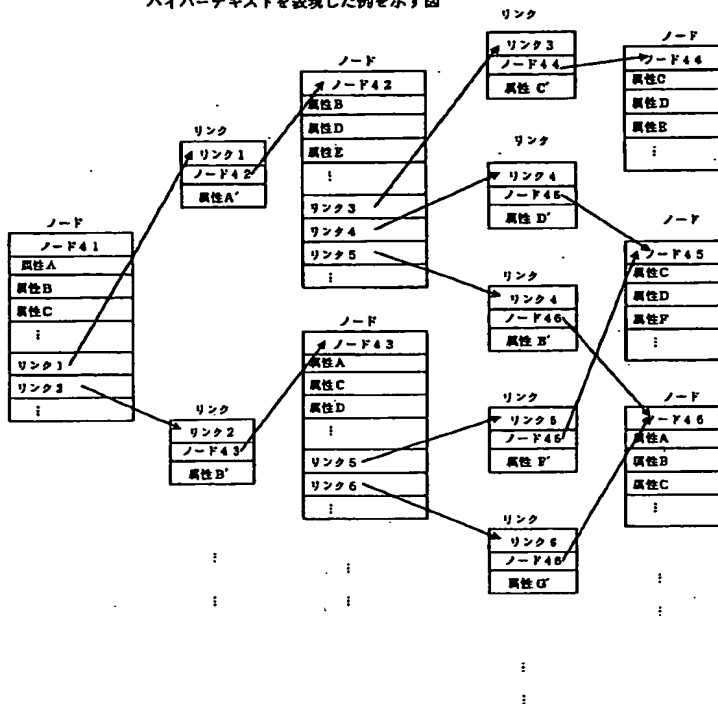 ハイパーテキストを表現した例を示す図
ノード
ノード41
属性A
属性B
属性C
⋮
リンク1
リンク2
⋮
リンク
リンク1
ノード42
属性A'
リンク
リンク2
ノード43
属性B'
⋮
⋮
ノード
ノード42
属性B
属性D
属性E
⋮
リンク3
リンク4
リンク5
⋮
ノード
ノード43
属性A
属性C
属性D
⋮
リンク5
リンク6
⋮
⋮
⋮
リンク
リンク3
ノード44
属性 C'
リンク
リンク4
ノード45
属性 D'
リンク
リンク4
ノード46
属性 E'
リンク
リンク5
ノード45
属性 F'
リンク
リンク6
ノード46
属性 G'
⋮
⋮
ノード
ノード44
属性C
属性D
属性E
⋮
ノード
ノード45
属性C
属性D
属性F
⋮
ノード
ノード46
属性A
属性B
属性C
⋮
⋮
⋮